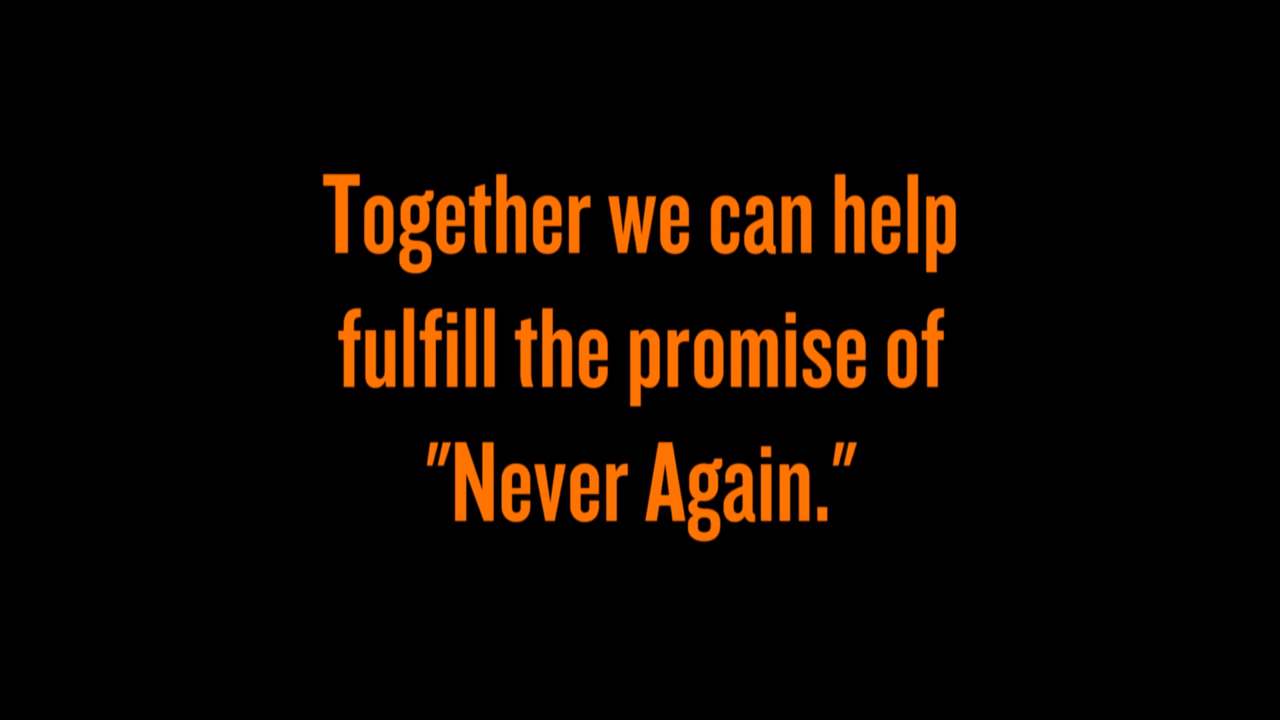 Together we can help
fulfill the promise of
"Never Again."